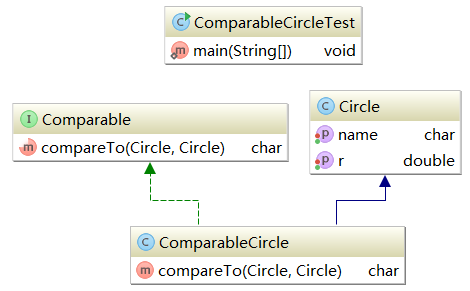 C ComparableCircleTest
m main(String[]) void
I Comparable
m compareTo(Circle, Circle) char
C Circle
p name char
p r double
C ComparableCircle
m compareTo(Circle, Circle) char